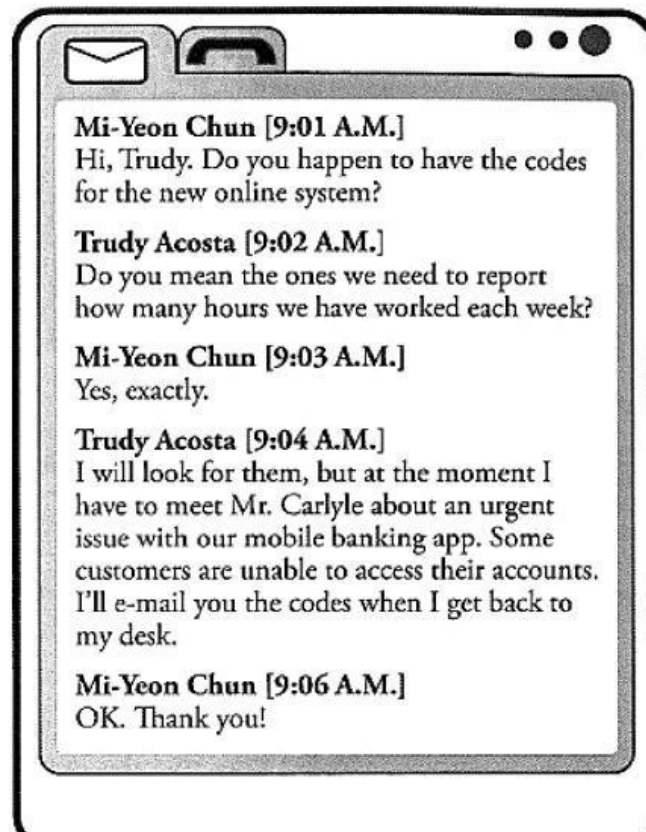 Mi-Yeon Chun [9:01 A.M.]
Hi, Trudy. Do you happen to have the codes
for the new online system?
Trudy Acosta [9:02 A.M.]
Do you mean the ones we need to report
how many hours we have worked each week?
Mi-Yeon Chun [9:03 A.M.]
Yes, exactly.
Trudy Acosta [9:04 A.M.]
I will look for them, but at the moment I
have to meet Mr. Carlyle about an urgent
issue with our mobile banking app. Some
customers are unable to access their accounts.
I'll e-mail you the codes when I get back to
my desk.
Mi-Yeon Chun [9:06 A.M.]
OK. Thank you!